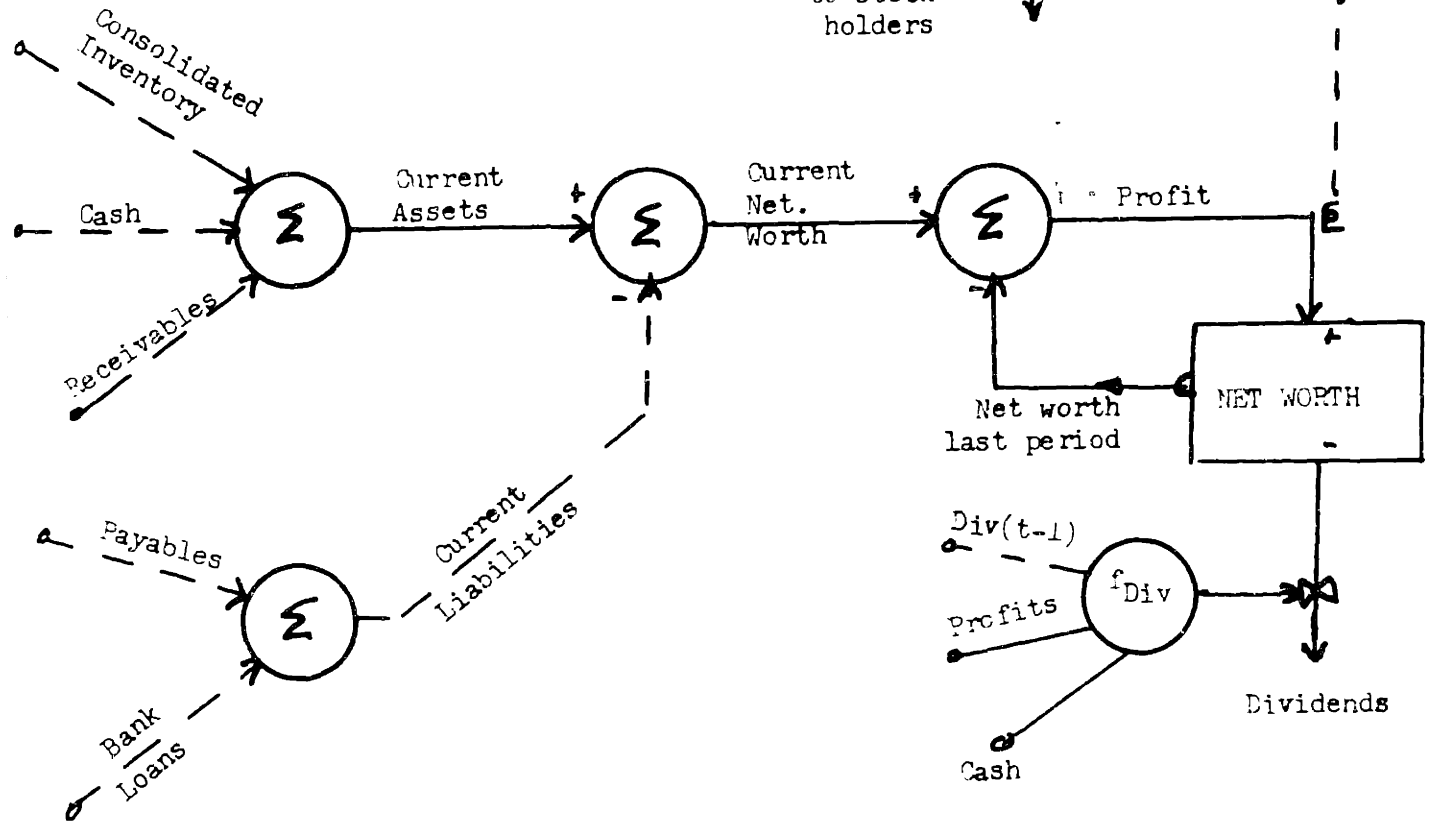 holders
Consolidated
Inventory
Cash
Receivables
Σ
Current
Assets
+
Σ
-
Current
Net.
Worth
+
Σ
-
Profit
E
+
NET WORTH
-
Net worth
last period
Payables
Bank
Loans
Σ
Current
Liabilities
Div(t-1)
Profits
Cash
fDiv
Dividends